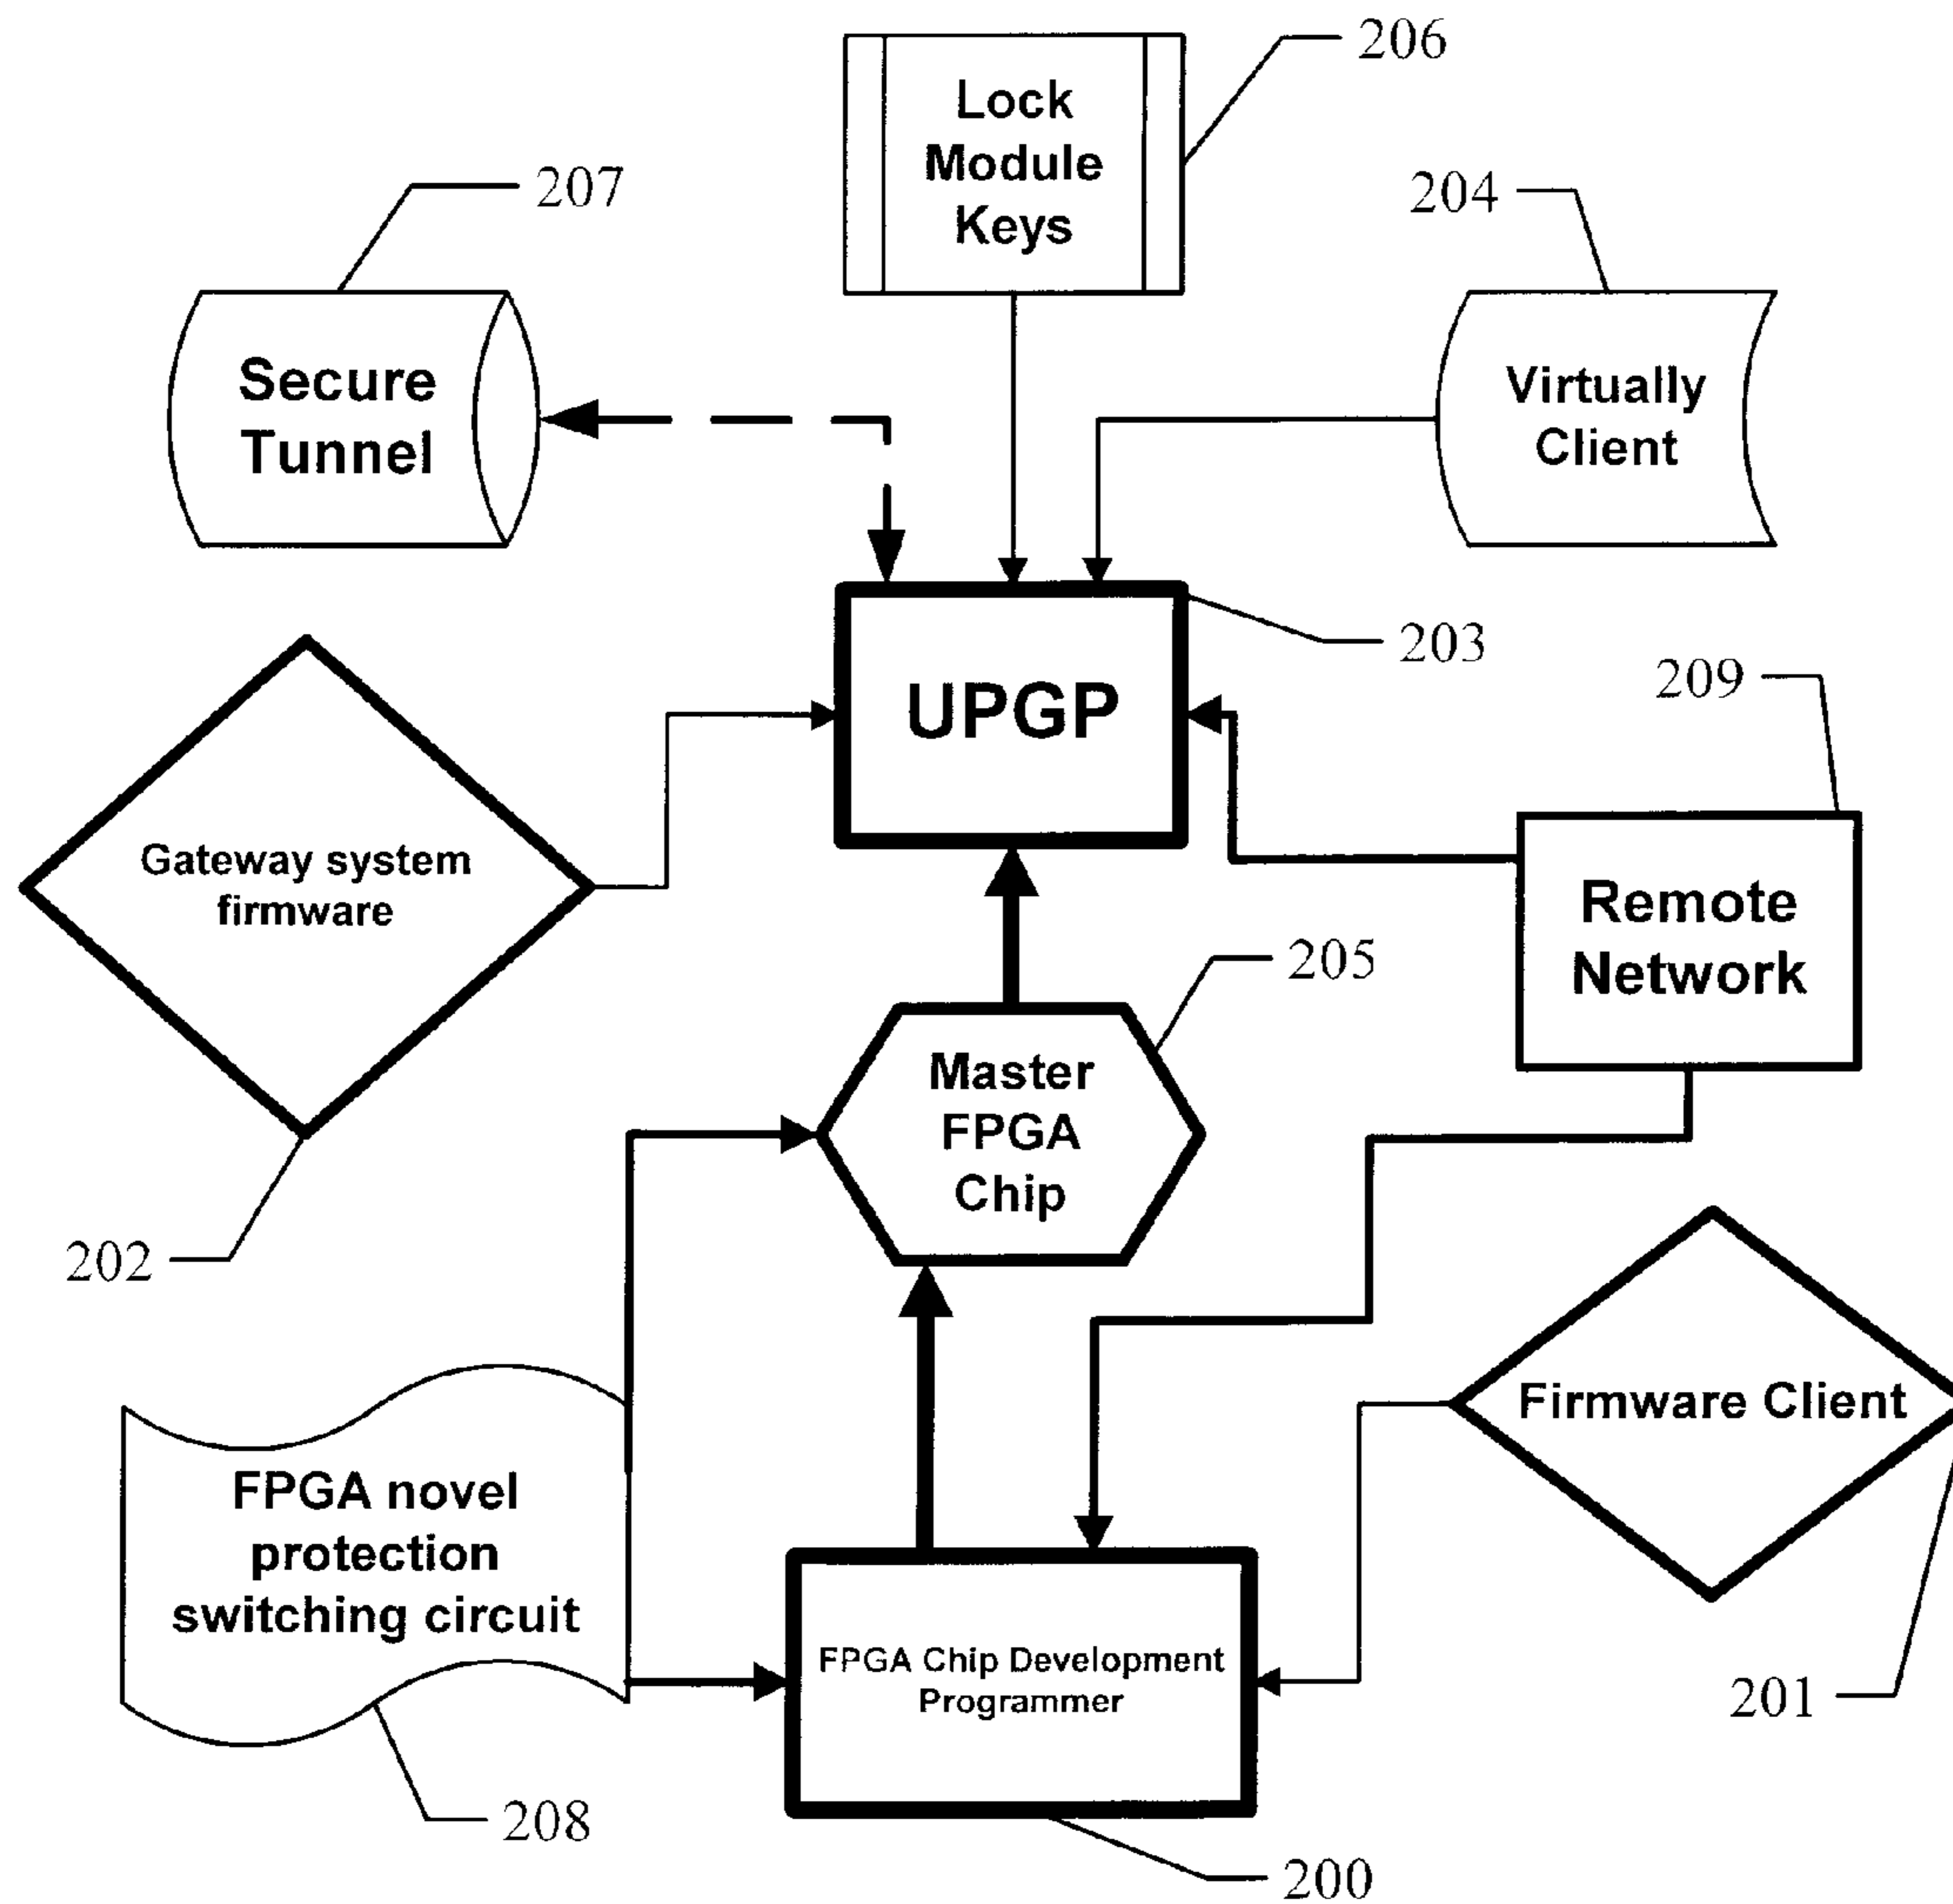 206
Lock
Module
Keys
207
204
Secure
Tunnel
Virtually
Client
203
209
UPGP
Gateway system
firmware
Remote
Network
205
Master
FPGA
Chip
202
Firmware Client
FPGA novel
protection
switching circuit
FPGA Chip Development
Programmer
201
208
200